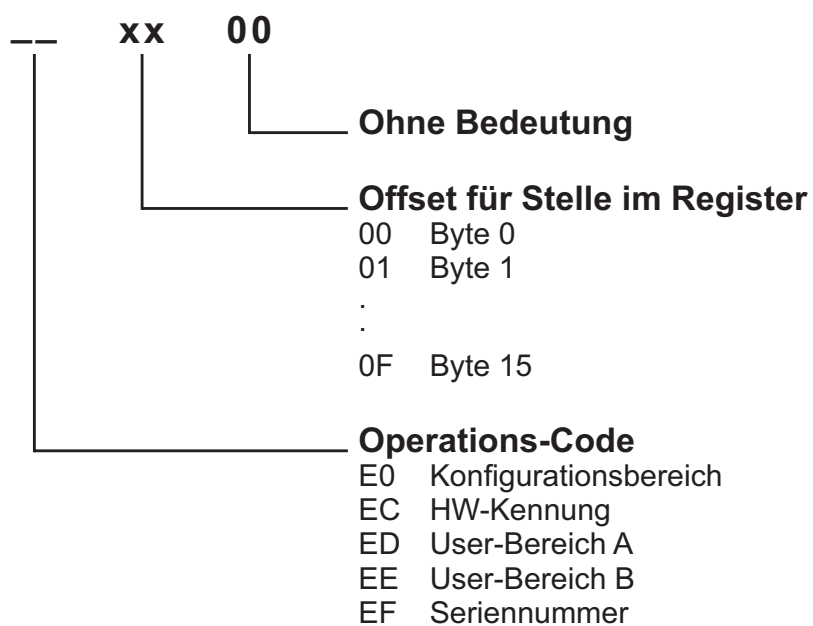 __ xx 00
Ohne Bedeutung
Offset für Stelle im Register
00 Byte 0
01 Byte 1
.
.
0F Byte 15
Operations-Code
E0 Konfigurationsbereich
EC HW-Kennung
ED User-Bereich A
EE User-Bereich B
EF Seriennummer